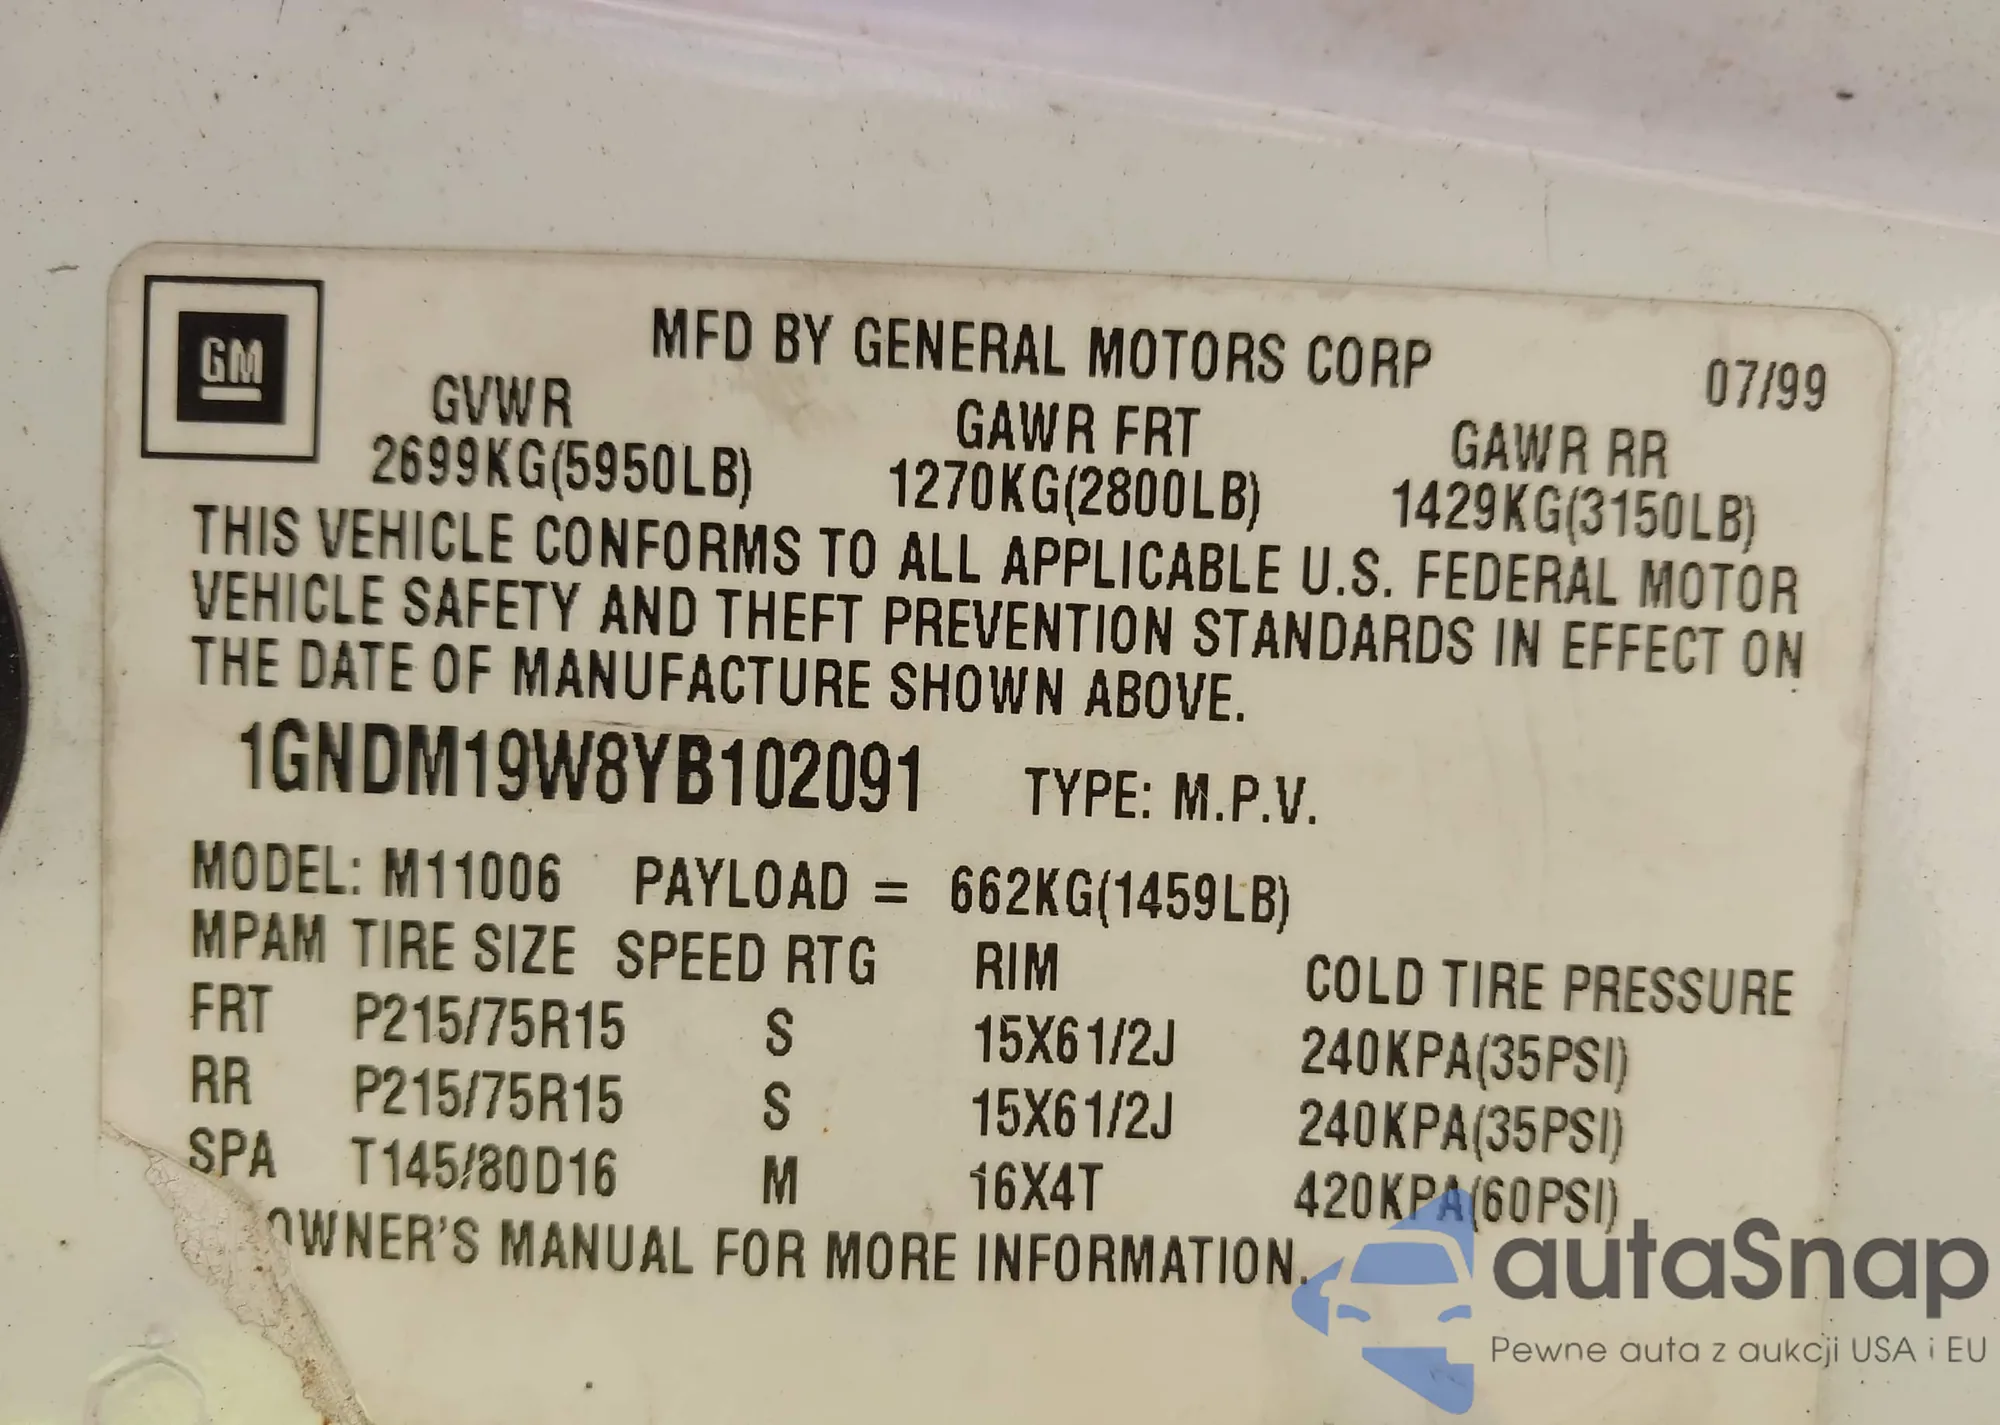 GM
MFD BY GENERAL MOTORS CORP 07/99
GVWR GAWR FRT GAWR RR
2699KG(5950LB) 1270KG(2800LB) 1429KG(3150LB)
THIS VEHICLE CONFORMS TO ALL APPLICABLE U.S. FEDERAL MOTOR
VEHICLE SAFETY AND THEFT PREVENTION STANDARDS IN EFFECT ON
THE DATE OF MANUFACTURE SHOWN ABOVE.
1GNDM19W8YB102091 TYPE: M.P.V.
MODEL: M11006 PAYLOAD = 662KG(1459LB)
MPAM TIRE SIZE SPEED RTG RIM COLD TIRE PRESSURE
FRT P215/75R15 S 15X61/2J 240KPA(35PSI)
RR P215/75R15 S 15X61/2J 240KPA(35PSI)
SPA T145/80D16 M 16X4T 420KPA(60PSI)
OWNER'S MANUAL FOR MORE INFORMATION.
autaSnap
Pewne auta z aukcji USA i EU